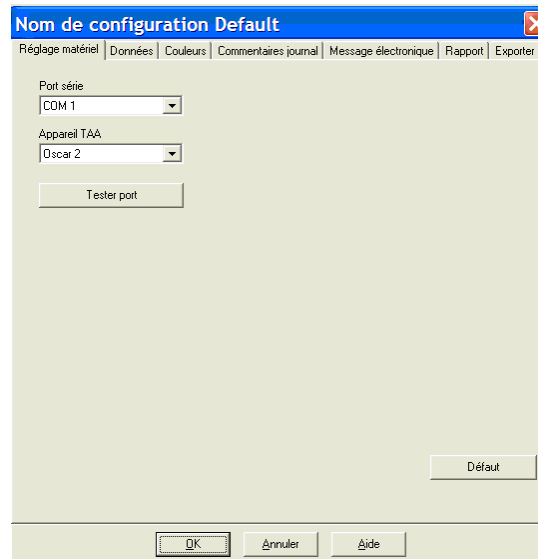 Nom de configuration Default
Réglage matériel Données Couleurs Commentaires journal Message électronique Rapport Exporter
Port série
COM 1
Appareil TAA
Oscar 2
Tester port
Défaut
OK Annuler Aide